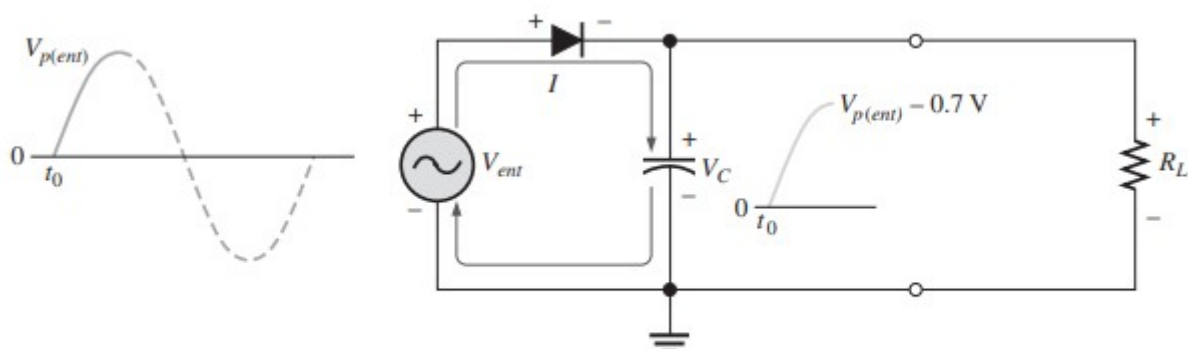 V_p(ent)
0
t_0
+
−
I
+
V_ent
−
+
V_C
−
V_p(ent) – 0.7 V
0
t_0
+
R_L
−